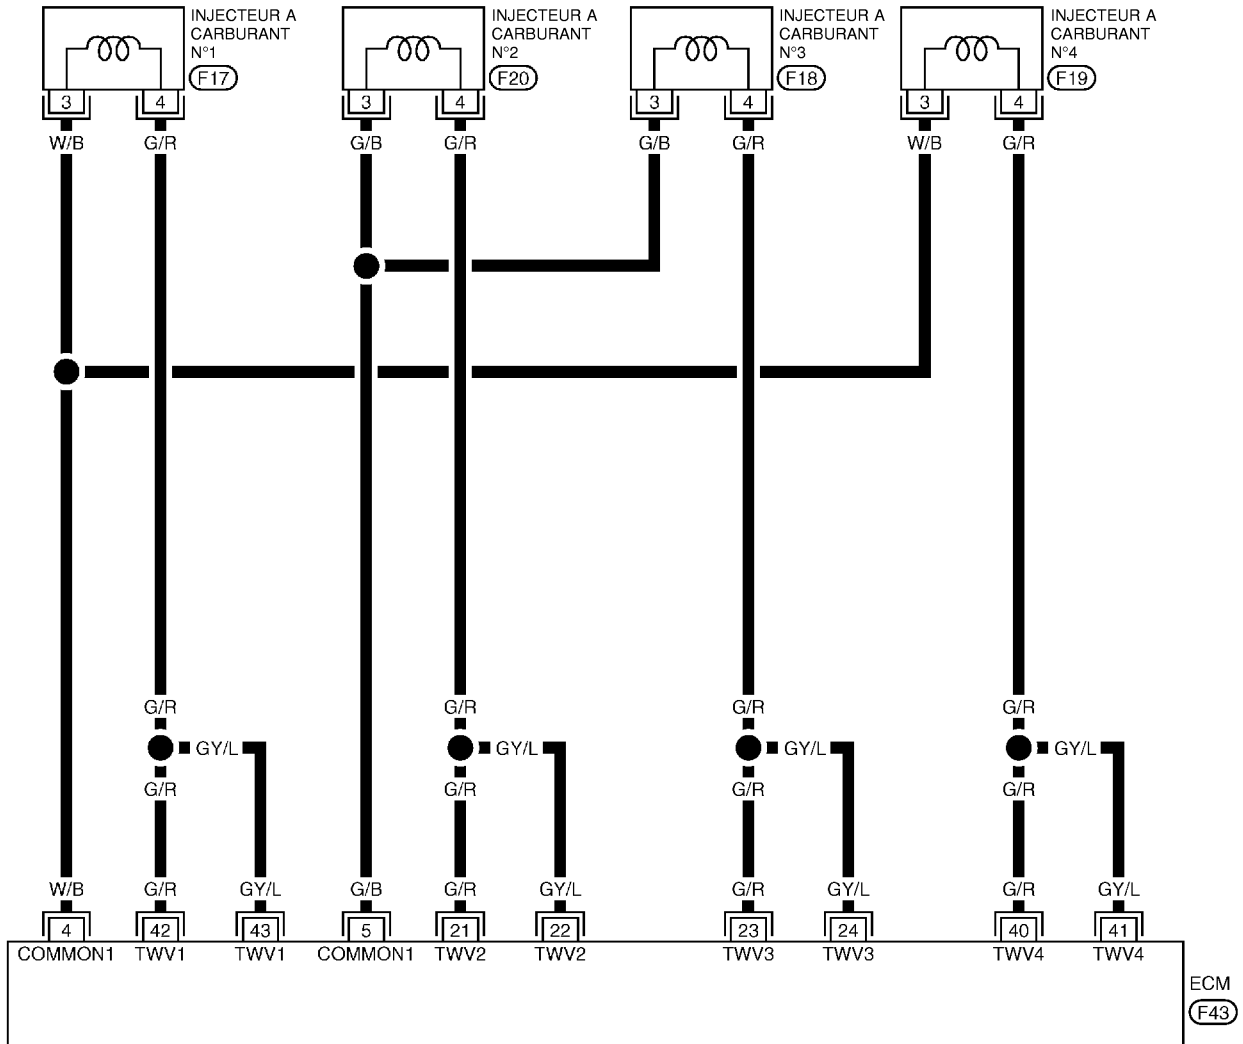 INJECTEUR A
CARBURANT
N°1
F17
INJECTEUR A
CARBURANT
N°2
F20
INJECTEUR A
CARBURANT
N°3
F18
INJECTEUR A
CARBURANT
N°4
F19
3 4 3 4 3 4 3 4
W/B G/R G/B G/R G/B G/R W/B G/R
G/R G/R G/R G/R
GY/L GY/L GY/L GY/L
G/R G/R G/R G/R
W/B G/R GY/L G/B G/R GY/L G/R GY/L G/R GY/L
4 42 43 5 21 22 23 24 40 41
COMMON1 TWV1 TWV1 COMMON1 TWV2 TWV2 TWV3 TWV3 TWV4 TWV4
ECM
F43